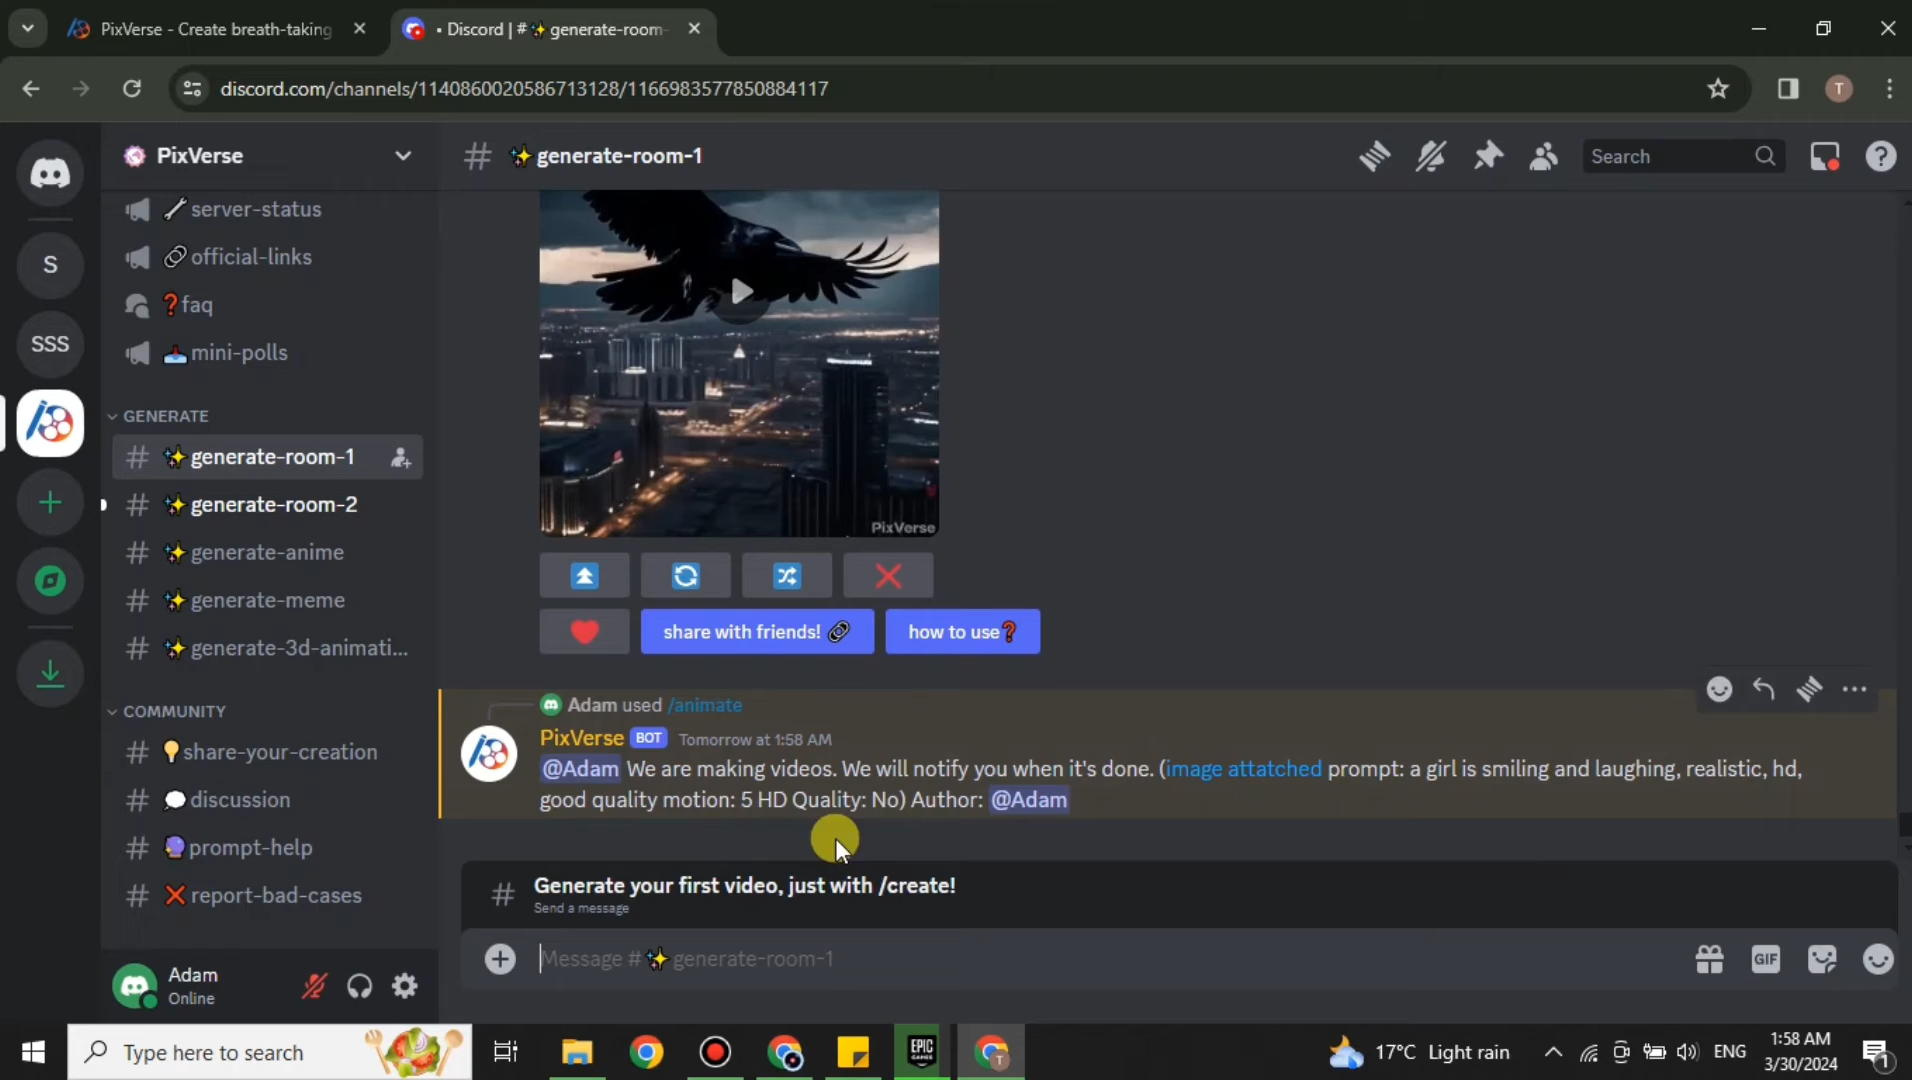 PixVerse - Create breath-taking
• Discord | #✨generate-room-
discord.com/channels/1140860020586713128/1166983577850884117
T
PixVerse
# ✨generate-room-1
Search
server-status
official-links
❓faq
mini-polls
S
SSS
GENERATE
# ✨generate-room-1
# ✨generate-room-2
# ✨generate-anime
# ✨generate-meme
# ✨generate-3d-animati...
COMMUNITY
# 💡share-your-creation
# 💭discussion
# 🔮prompt-help
# ❌report-bad-cases
Adam
Online
PixVerse
share with friends! 🔗
how to use❓
Adam used /animate
PixVerse BOT Tomorrow at 1:58 AM
@Adam We are making videos. We will notify you when it's done. (image attatched prompt: a girl is smiling and laughing, realistic, hd,
good quality motion: 5 HD Quality: No) Author: @Adam
Generate your first video, just with /create!
Send a message
Message #✨generate-room-1
GIF
Type here to search
EPIC GAMES
T
17°C Light rain
ENG
1:58 AM
3/30/2024
1